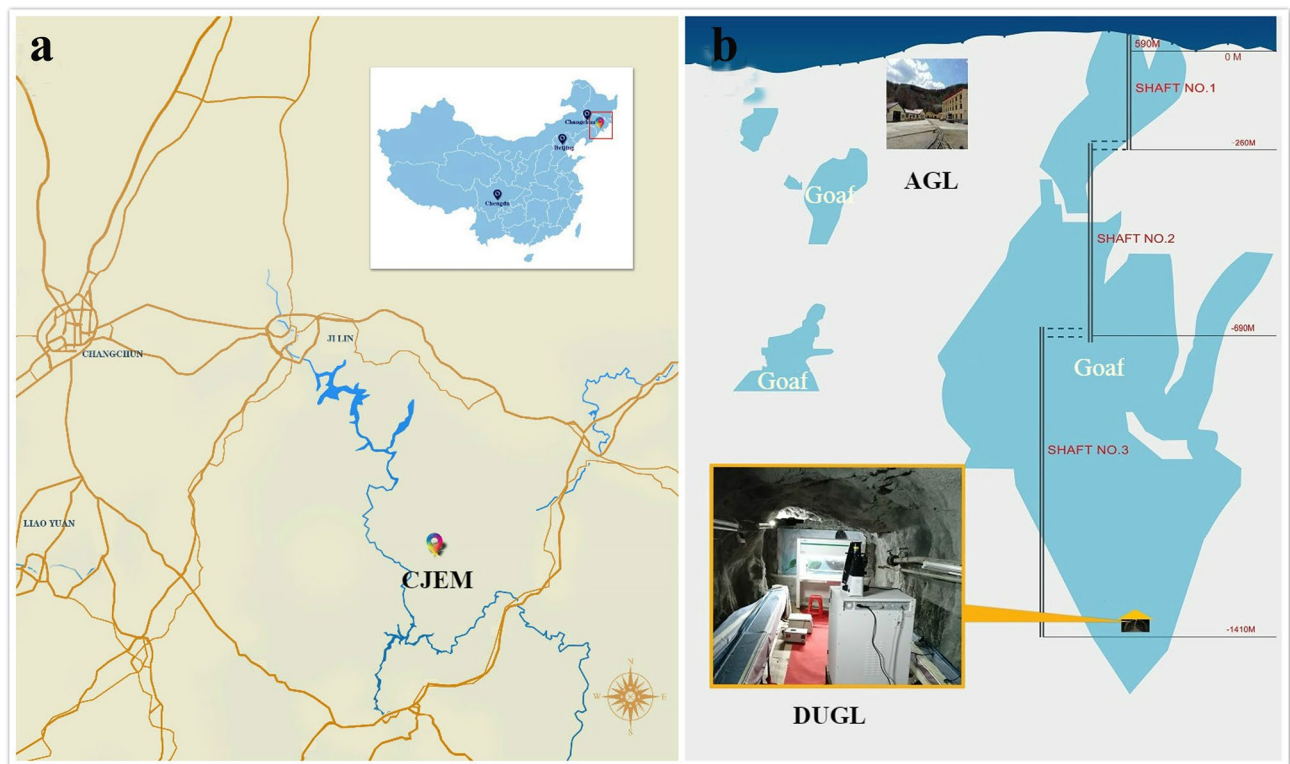 a
Changchun
Beijing
Chengdu
JI LIN
CHANGCHUN
LIAO YUAN
CJEM
N
W
E
S
b
590M
0 M
SHAFT NO.1
-260M
AGL
Goaf
SHAFT NO.2
-690M
Goaf
Goaf
SHAFT NO.3
-1410M
DUGL